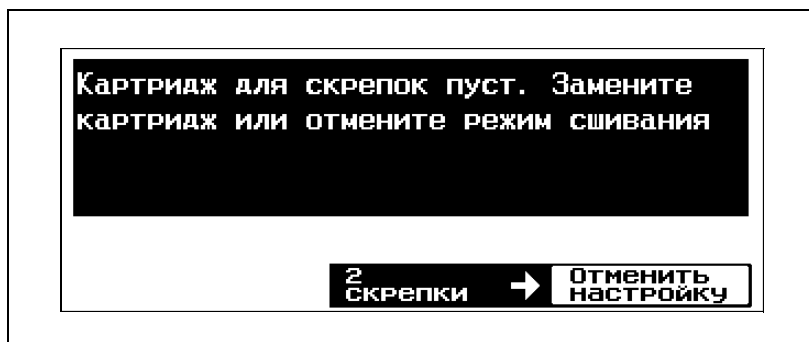 Картридж для скрепок пуст. Замените
картридж или отмените режим сшивания
2
скрепки
Отменить
настройку